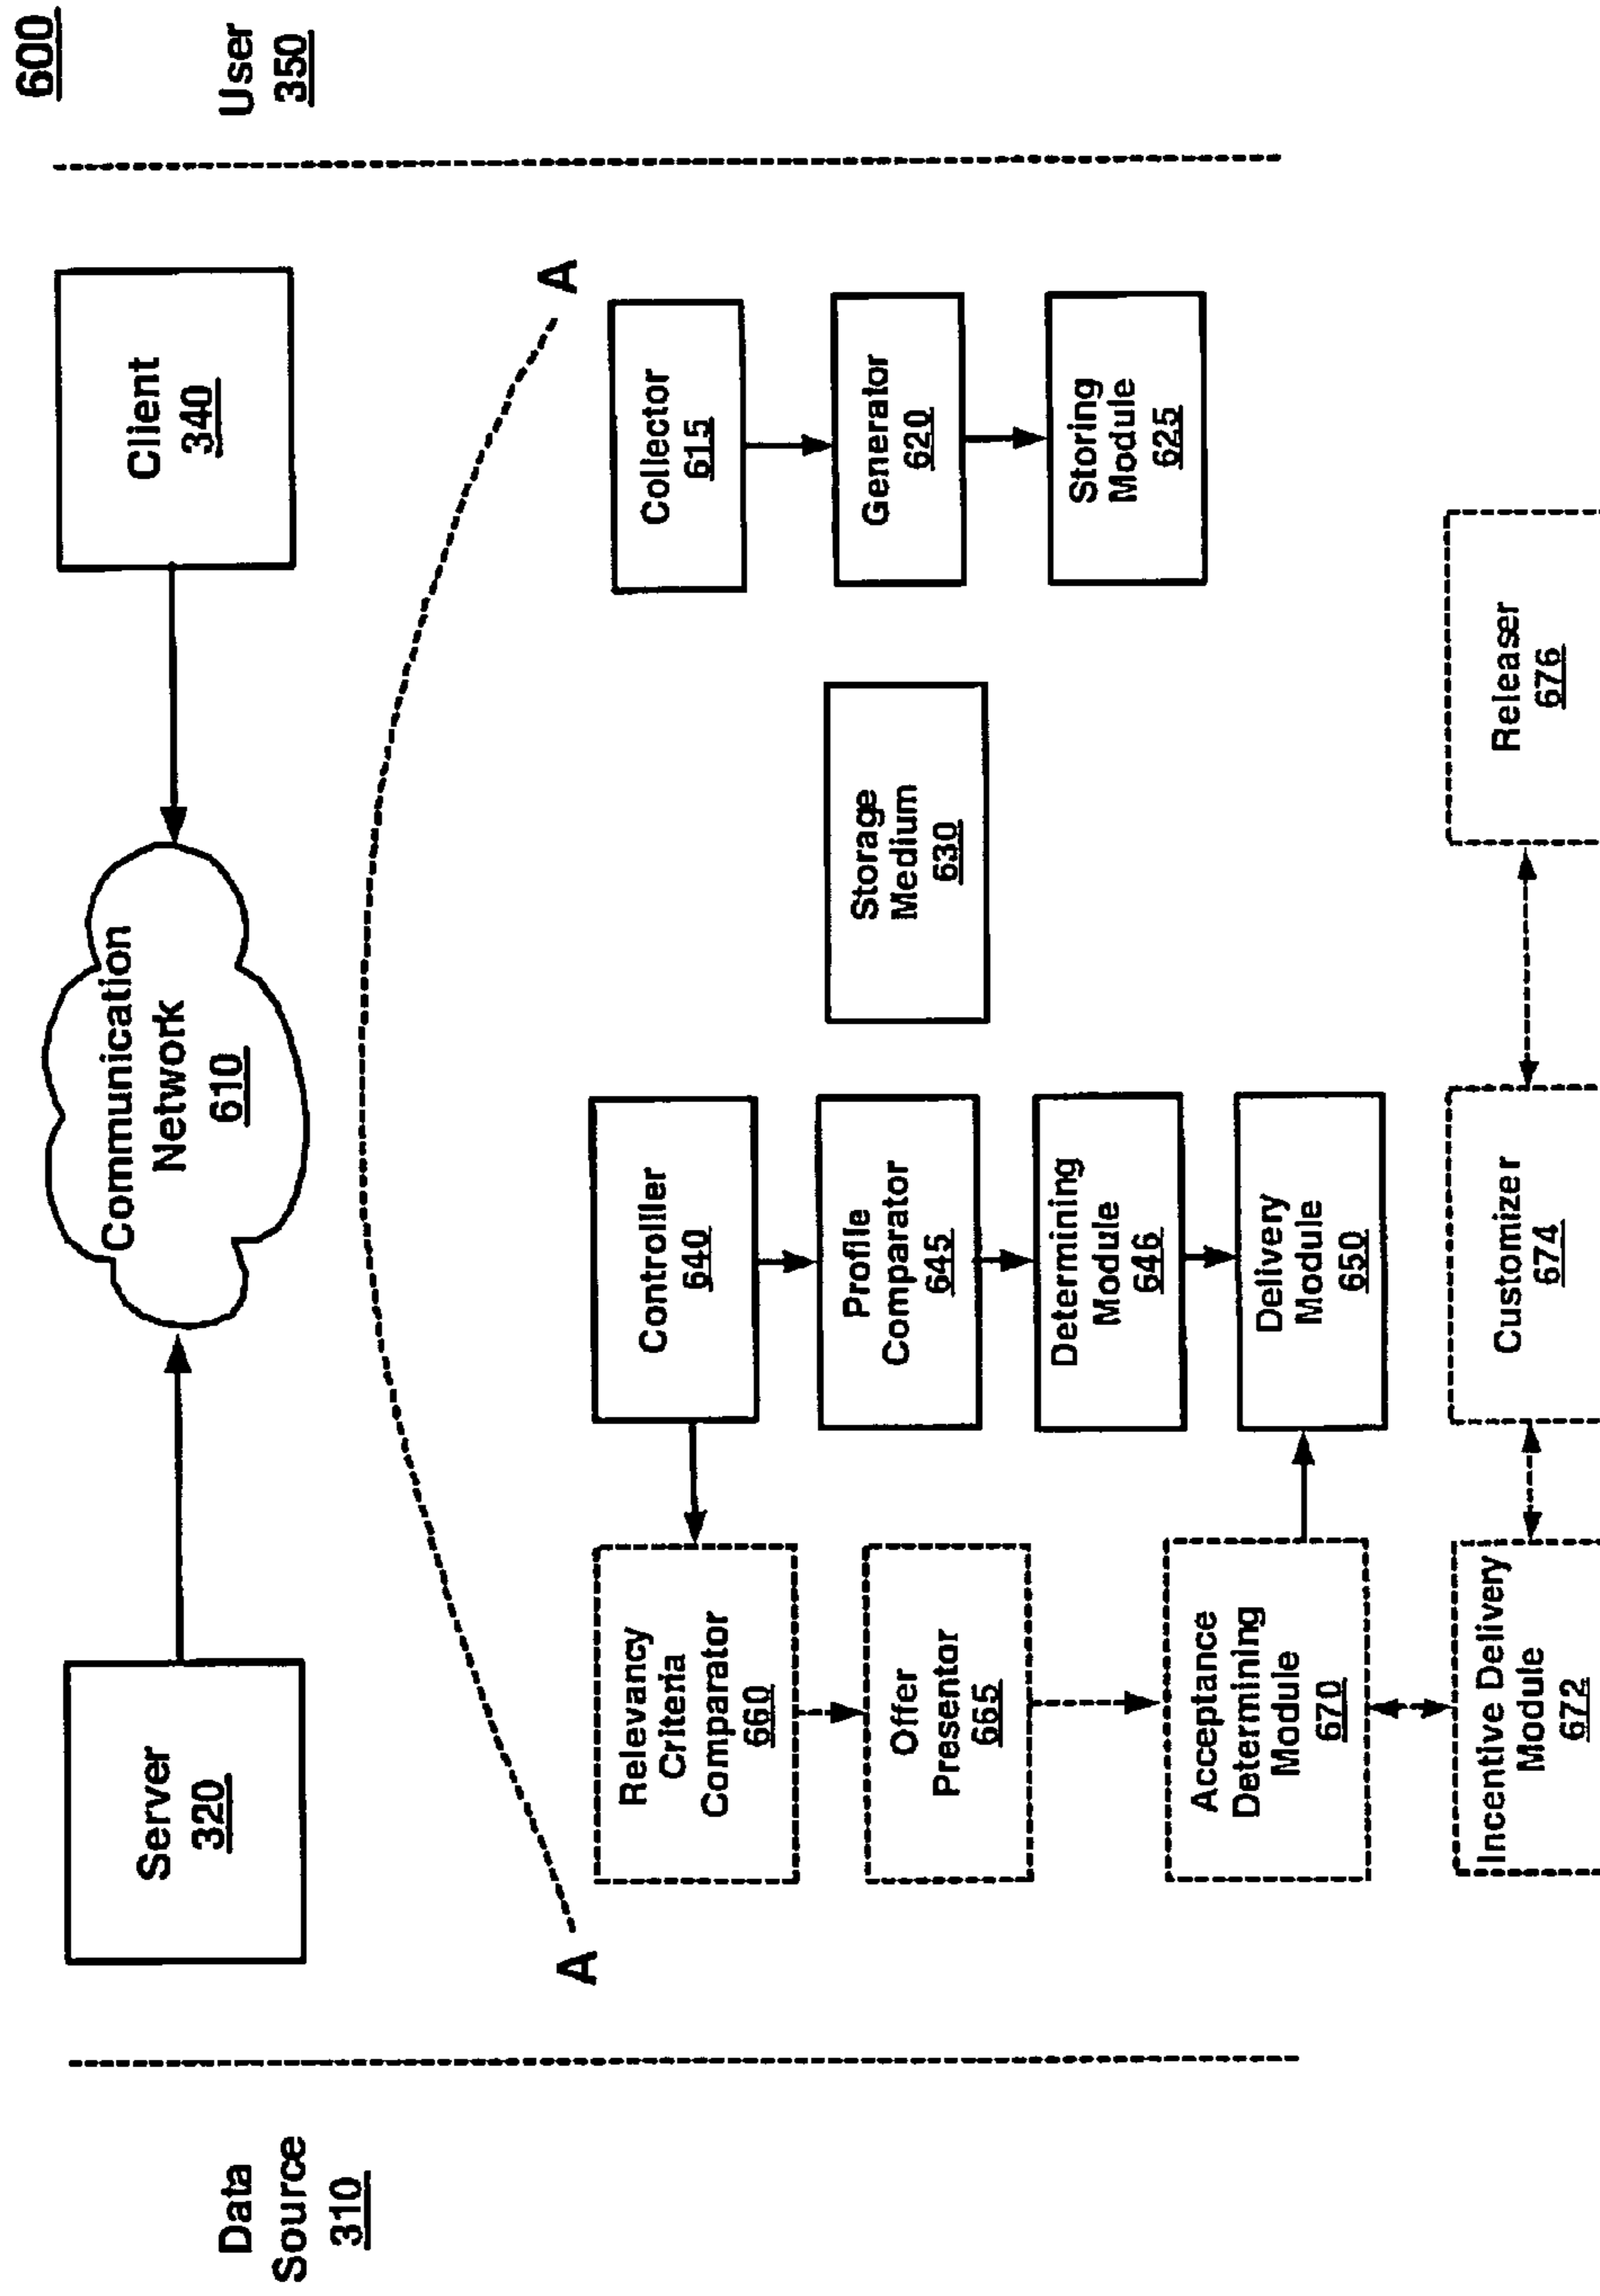 600
Data
Source
310
User
350
Server
320
Communication
Network
610
Client
340
A
A
Relevancy
Criteria
Comparator
660
Controller
640
Collector
615
Offer
Presentor
665
Profile
Comparator
645
Storage
Medium
630
Generator
620
Acceptance
Determining
Module
670
Determining
Module
646
Storing
Module
625
Delivery
Module
650
Incentive Delivery
Module
672
Customizer
674
Releaser
676